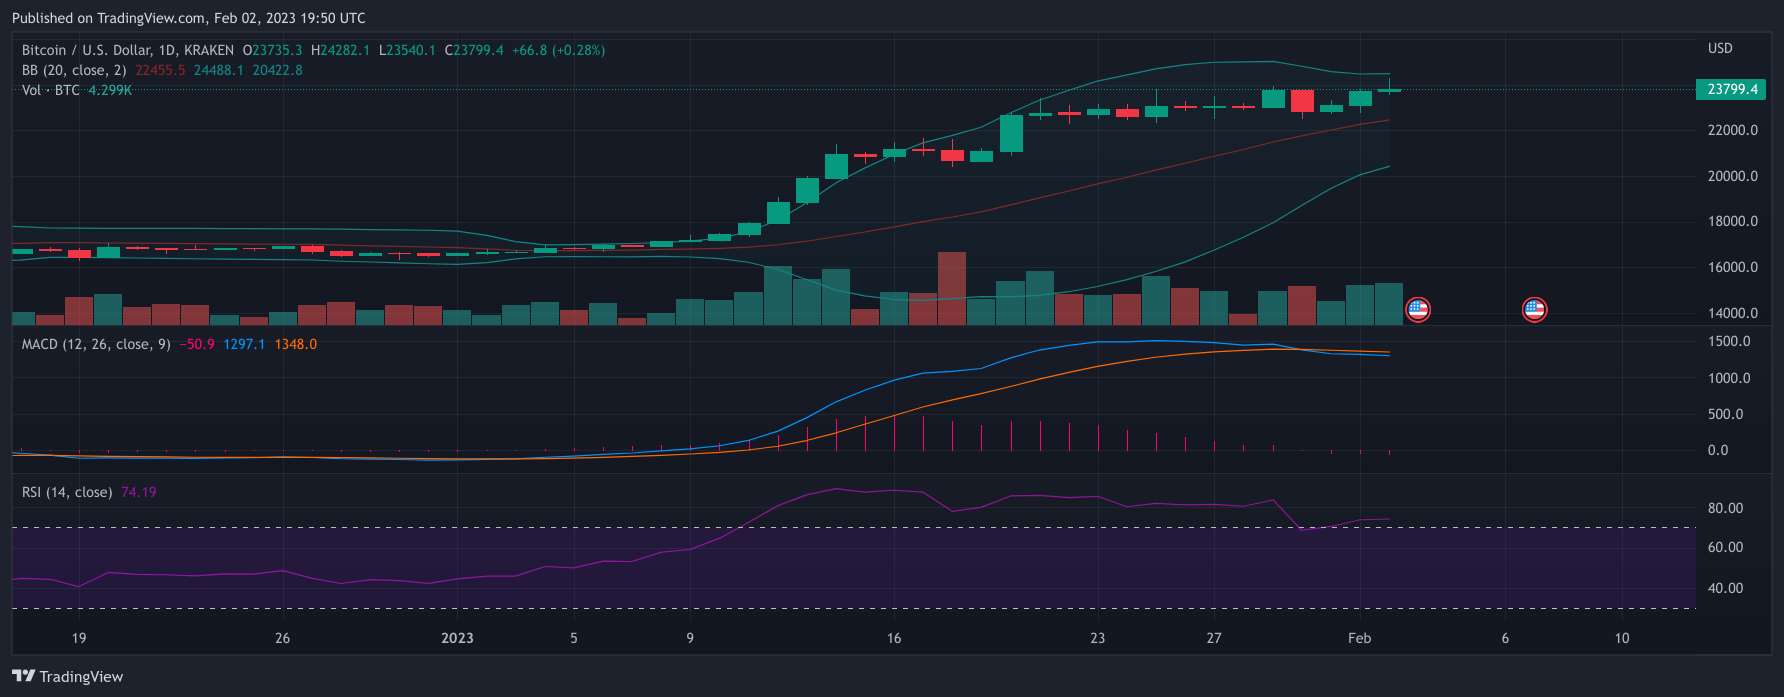 Published on TradingView.com, Feb 02, 2023 19:50 UTC
Bitcoin / U.S. Dollar, 1D, KRAKEN O23735.3 H24282.1 L23540.1 C23799.4 +66.8 (+0.28%)
BB (20, close, 2) 22455.5 24488.1 20422.8
Vol · BTC 4.299K
USD
23799.4
22000.0
20000.0
18000.0
16000.0
14000.0
MACD (12, 26, close, 9) −50.9 1297.1 1348.0
1500.0
1000.0
500.0
0.0
RSI (14, close) 74.19
80.00
60.00
40.00
19 26 2023 5 9 16 23 27 Feb 6 10
TradingView